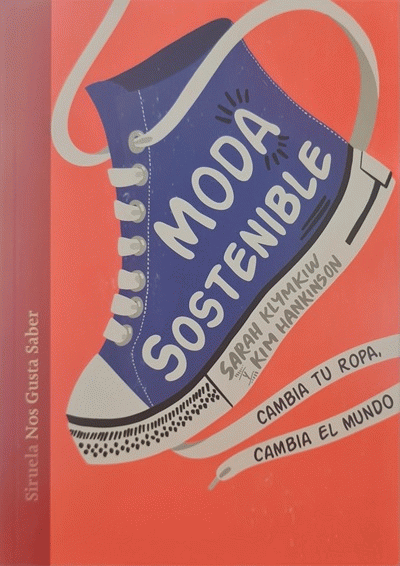 Siruela Nos Gusta Saber
MODA
SOSTENIBLE
SARAH KLYMKIW
Y KIM HANKINSON
CAMBIA TU ROPA,
CAMBIA EL MUNDO